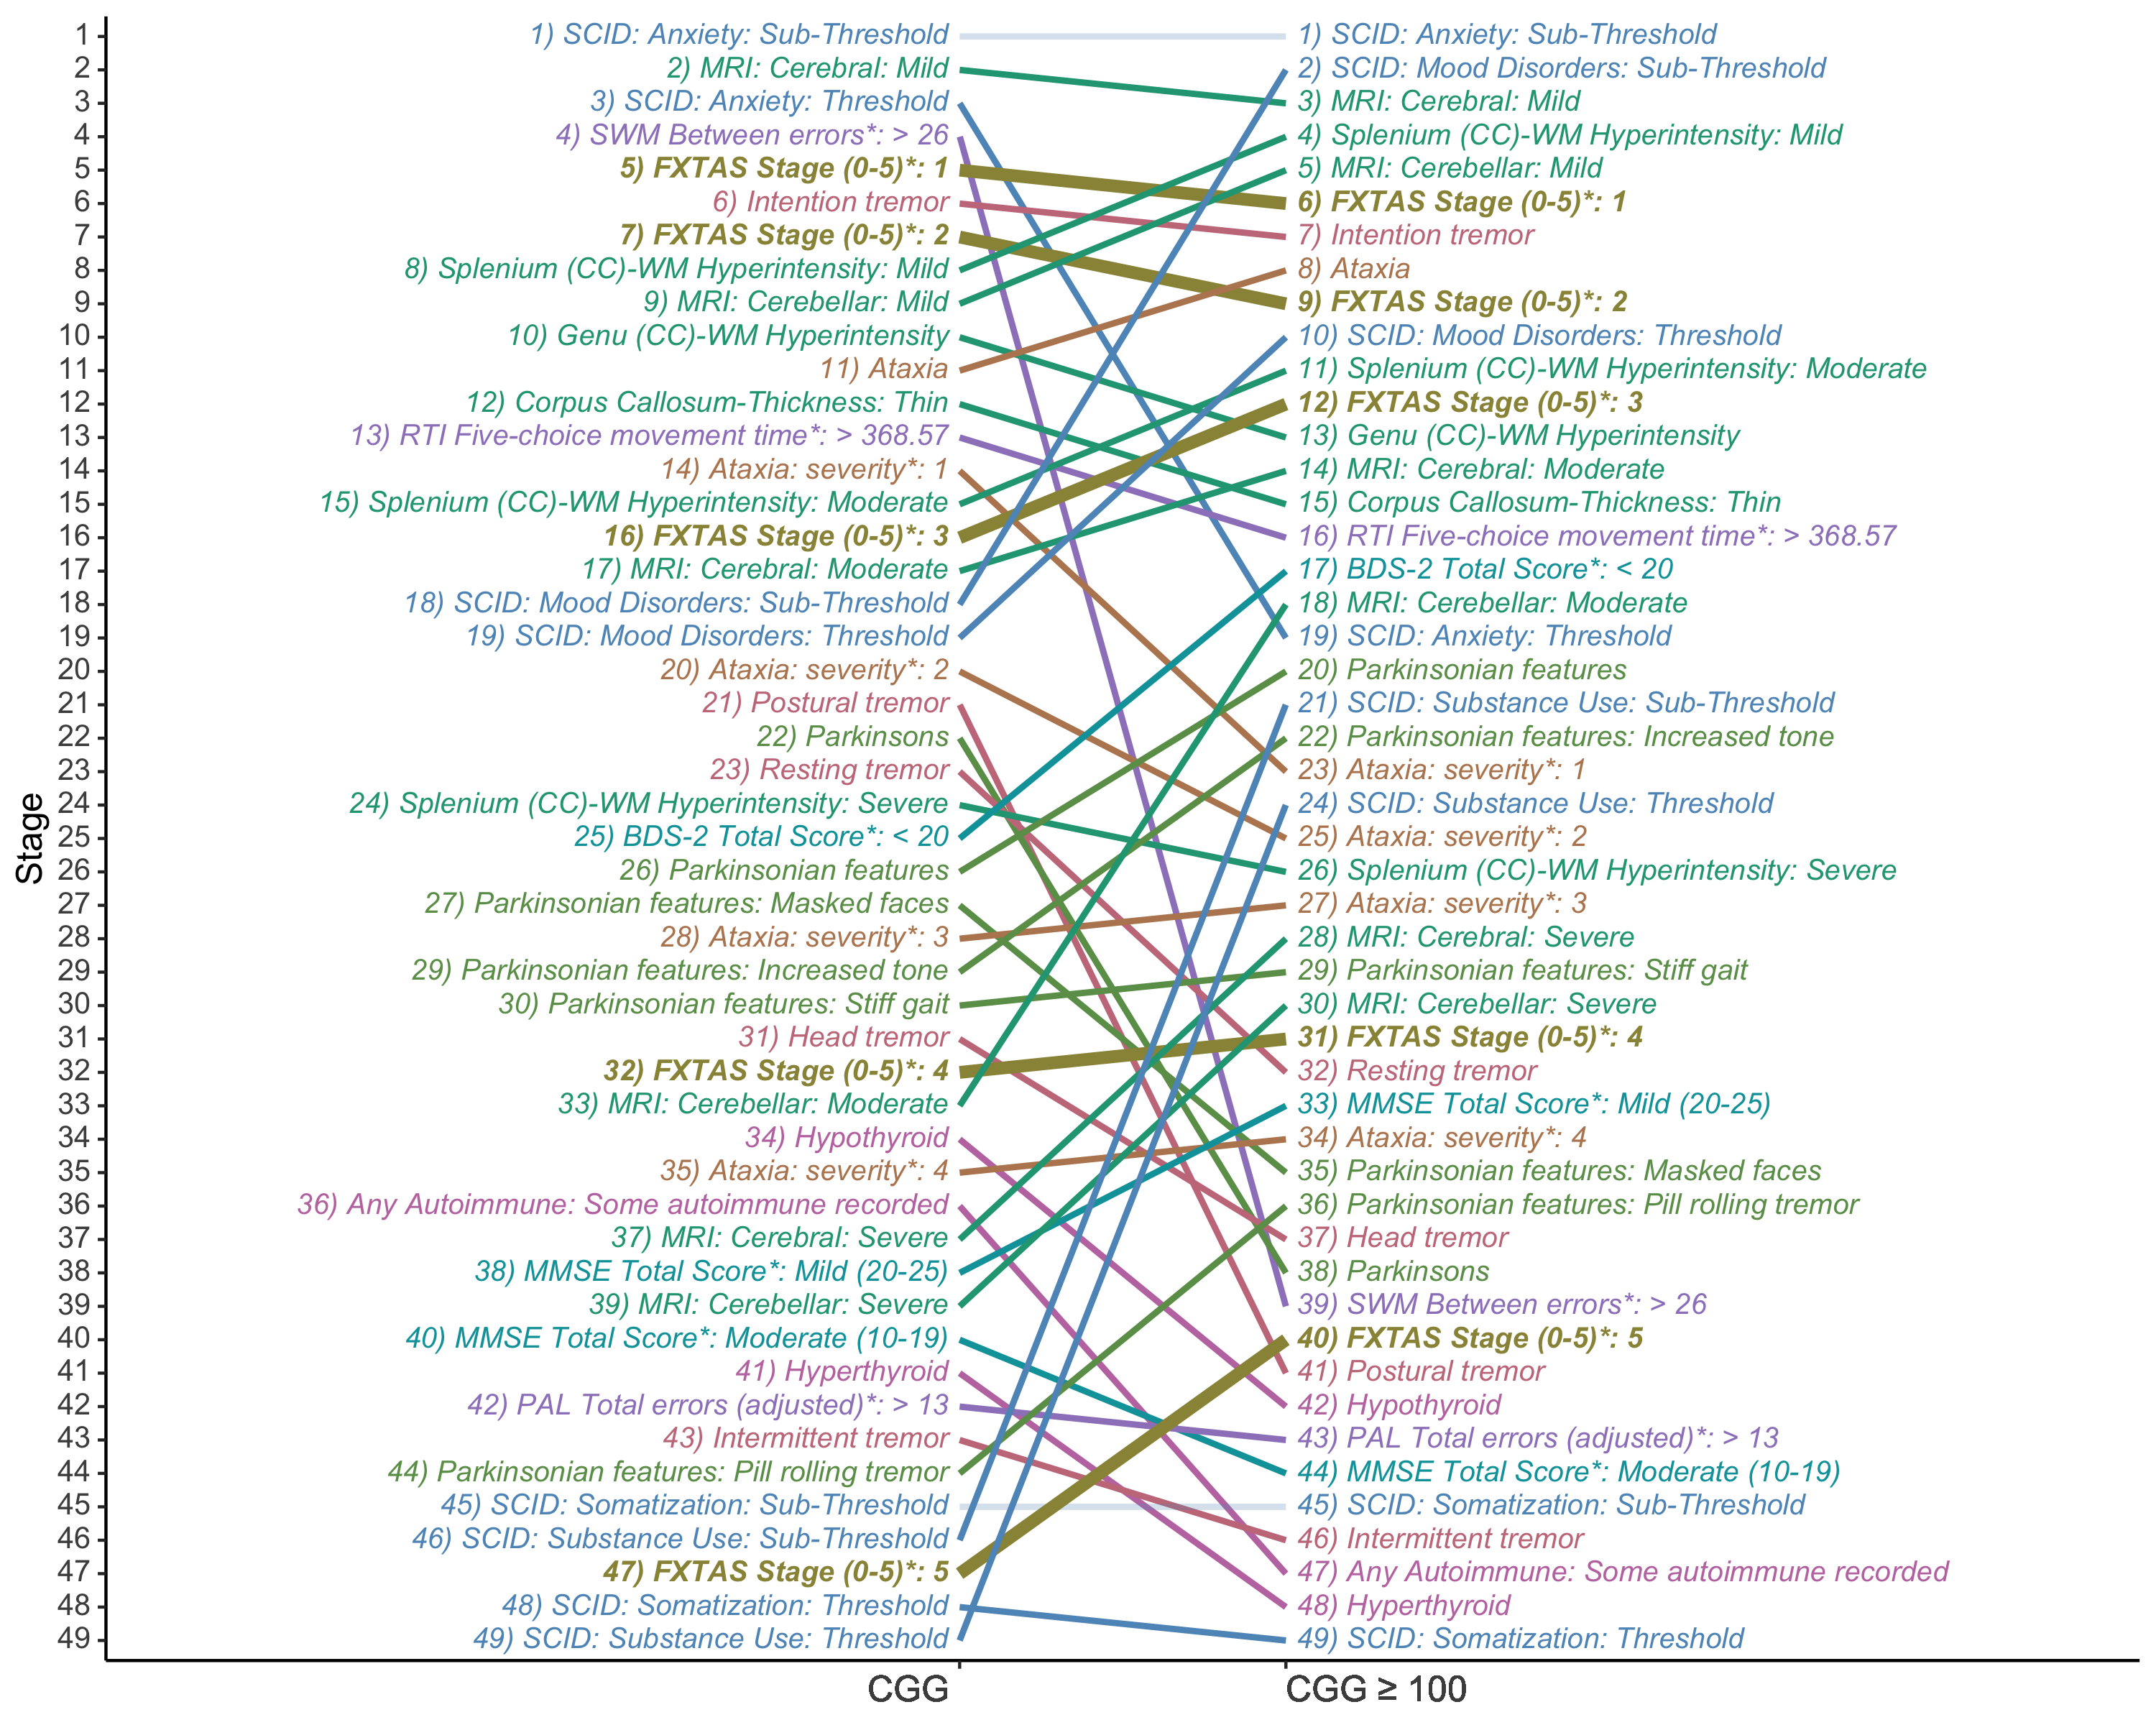 Stage
1 1) SCID: Anxiety: Sub-Threshold 1) SCID: Anxiety: Sub-Threshold
2 2) MRI: Cerebral: Mild 2) SCID: Mood Disorders: Sub-Threshold
3 3) SCID: Anxiety: Threshold 3) MRI: Cerebral: Mild
4 4) SWM Between errors*: > 26 4) Splenium (CC)-WM Hyperintensity: Mild
5 5) FXTAS Stage (0-5)*: 1 5) MRI: Cerebellar: Mild
6 6) Intention tremor 6) FXTAS Stage (0-5)*: 1
7 7) FXTAS Stage (0-5)*: 2 7) Intention tremor
8 8) Splenium (CC)-WM Hyperintensity: Mild 8) Ataxia
9 9) MRI: Cerebellar: Mild 9) FXTAS Stage (0-5)*: 2
10 10) Genu (CC)-WM Hyperintensity 10) SCID: Mood Disorders: Threshold
11 11) Ataxia 11) Splenium (CC)-WM Hyperintensity: Moderate
12 12) Corpus Callosum-Thickness: Thin 12) FXTAS Stage (0-5)*: 3
13 13) RTI Five-choice movement time*: > 368.57 13) Genu (CC)-WM Hyperintensity
14 14) Ataxia: severity*: 1 14) MRI: Cerebral: Moderate
15 15) Splenium (CC)-WM Hyperintensity: Moderate 15) Corpus Callosum-Thickness: Thin
16 16) FXTAS Stage (0-5)*: 3 16) RTI Five-choice movement time*: > 368.57
17 17) MRI: Cerebral: Moderate 17) BDS-2 Total Score*: < 20
18 18) SCID: Mood Disorders: Sub-Threshold 18) MRI: Cerebellar: Moderate
19 19) SCID: Mood Disorders: Threshold 19) SCID: Anxiety: Threshold
20 20) Ataxia: severity*: 2 20) Parkinsonian features
21 21) Postural tremor 21) SCID: Substance Use: Sub-Threshold
22 22) Parkinsons 22) Parkinsonian features: Increased tone
23 23) Resting tremor 23) Ataxia: severity*: 1
24 24) Splenium (CC)-WM Hyperintensity: Severe 24) SCID: Substance Use: Threshold
25 25) BDS-2 Total Score*: < 20 25) Ataxia: severity*: 2
26 26) Parkinsonian features 26) Splenium (CC)-WM Hyperintensity: Severe
27 27) Parkinsonian features: Masked faces 27) Ataxia: severity*: 3
28 28) Ataxia: severity*: 3 28) MRI: Cerebral: Severe
29 29) Parkinsonian features: Increased tone 29) Parkinsonian features: Stiff gait
30 30) Parkinsonian features: Stiff gait 30) MRI: Cerebellar: Severe
31 31) Head tremor 31) FXTAS Stage (0-5)*: 4
32 32) FXTAS Stage (0-5)*: 4 32) Resting tremor
33 33) MRI: Cerebellar: Moderate 33) MMSE Total Score*: Mild (20-25)
34 34) Hypothyroid 34) Ataxia: severity*: 4
35 35) Ataxia: severity*: 4 35) Parkinsonian features: Masked faces
36 36) Any Autoimmune: Some autoimmune recorded 36) Parkinsonian features: Pill rolling tremor
37 37) MRI: Cerebral: Severe 37) Head tremor
38 38) MMSE Total Score*: Mild (20-25) 38) Parkinsons
39 39) MRI: Cerebellar: Severe 39) SWM Between errors*: > 26
40 40) MMSE Total Score*: Moderate (10-19) 40) FXTAS Stage (0-5)*: 5
41 41) Hyperthyroid 41) Postural tremor
42 42) PAL Total errors (adjusted)*: > 13 42) Hypothyroid
43 43) Intermittent tremor 43) PAL Total errors (adjusted)*: > 13
44 44) Parkinsonian features: Pill rolling tremor 44) MMSE Total Score*: Moderate (10-19)
45 45) SCID: Somatization: Sub-Threshold 45) SCID: Somatization: Sub-Threshold
46 46) SCID: Substance Use: Sub-Threshold 46) Intermittent tremor
47 47) FXTAS Stage (0-5)*: 5 47) Any Autoimmune: Some autoimmune recorded
48 48) SCID: Somatization: Threshold 48) Hyperthyroid
49 49) SCID: Substance Use: Threshold 49) SCID: Somatization: Threshold
CGG CGG ≥ 100